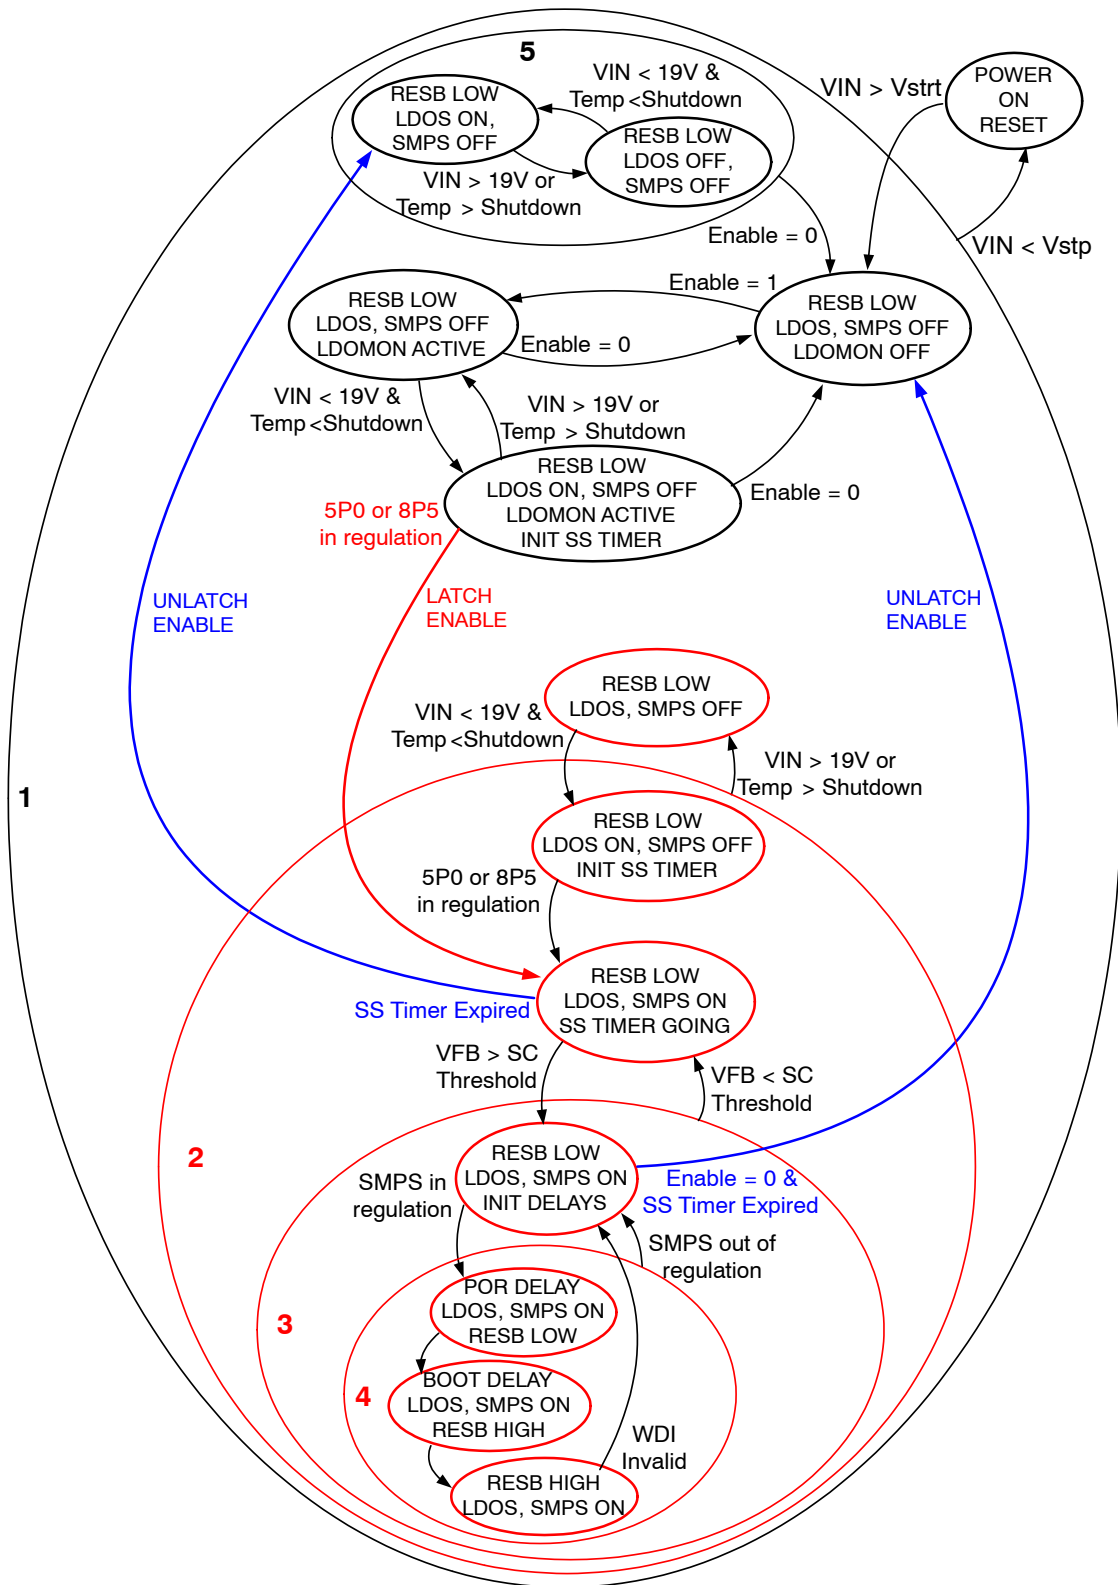 5
VIN < 19V &
Temp <Shutdown
RESB LOW
LDOS ON,
SMPS OFF
RESB LOW
LDOS OFF,
SMPS OFF
VIN > 19V or
Temp > Shutdown
VIN > Vstrt
POWER
ON
RESET
VIN < Vstp
Enable = 0
Enable = 1
RESB LOW
LDOS, SMPS OFF
LDOMON ACTIVE
RESB LOW
LDOS, SMPS OFF
LDOMON OFF
Enable = 0
VIN < 19V &
Temp <Shutdown
VIN > 19V or
Temp > Shutdown
RESB LOW
LDOS ON, SMPS OFF
LDOMON ACTIVE
INIT SS TIMER
Enable = 0
5P0 or 8P5
in regulation
UNLATCH
ENABLE
LATCH
ENABLE
UNLATCH
ENABLE
RESB LOW
LDOS, SMPS OFF
VIN < 19V &
Temp <Shutdown
VIN > 19V or
Temp > Shutdown
1
RESB LOW
LDOS ON, SMPS OFF
INIT SS TIMER
5P0 or 8P5
in regulation
RESB LOW
LDOS, SMPS ON
SS TIMER GOING
SS Timer Expired
VFB > SC
Threshold
VFB < SC
Threshold
2
RESB LOW
LDOS, SMPS ON
INIT DELAYS
SMPS in
regulation
Enable = 0 &
SS Timer Expired
SMPS out of
regulation
3
POR DELAY
LDOS, SMPS ON
RESB LOW
4
BOOT DELAY
LDOS, SMPS ON
RESB HIGH
WDI
Invalid
RESB HIGH
LDOS, SMPS ON